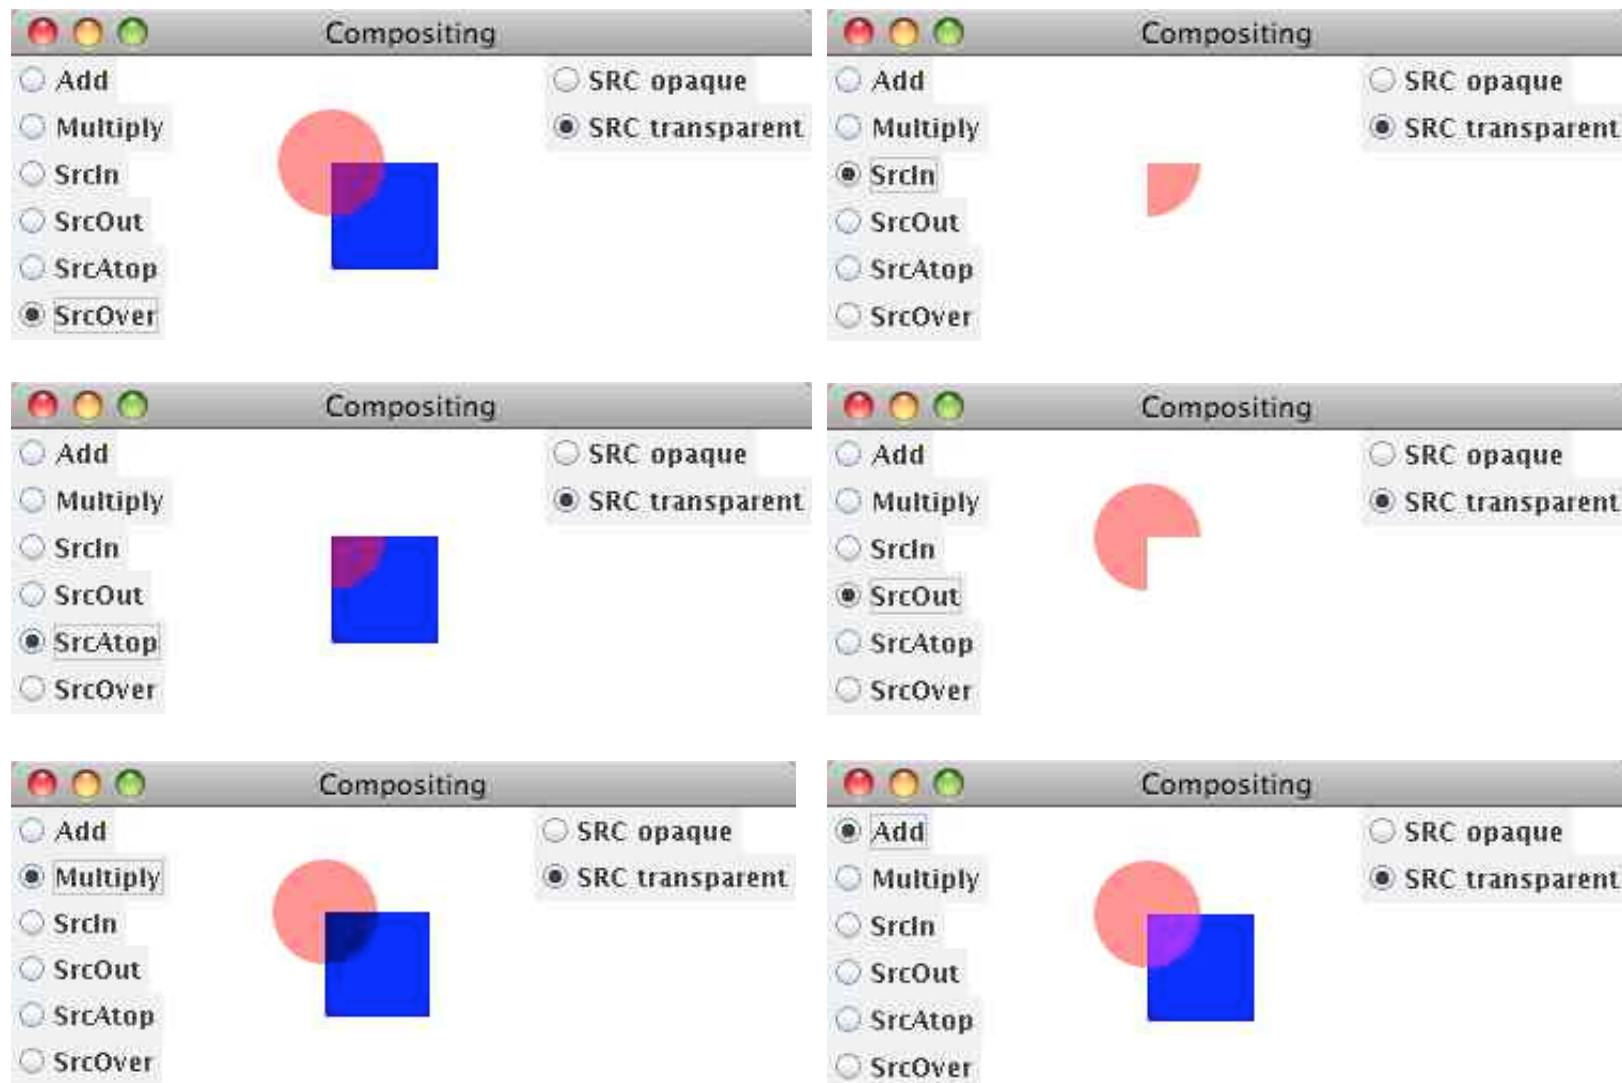 Compositing
Add
SRC opaque
Multiply
SRC transparent
SrcIn
SrcOut
SrcAtop
SrcOver
Compositing
Add
SRC opaque
Multiply
SRC transparent
SrcIn
SrcOut
SrcAtop
SrcOver
Compositing
Add
SRC opaque
Multiply
SRC transparent
SrcIn
SrcOut
SrcAtop
SrcOver
Compositing
Add
SRC opaque
Multiply
SRC transparent
SrcIn
SrcOut
SrcAtop
SrcOver
Compositing
Add
SRC opaque
Multiply
SRC transparent
SrcIn
SrcOut
SrcAtop
SrcOver
Compositing
Add
SRC opaque
Multiply
SRC transparent
SrcIn
SrcOut
SrcAtop
SrcOver